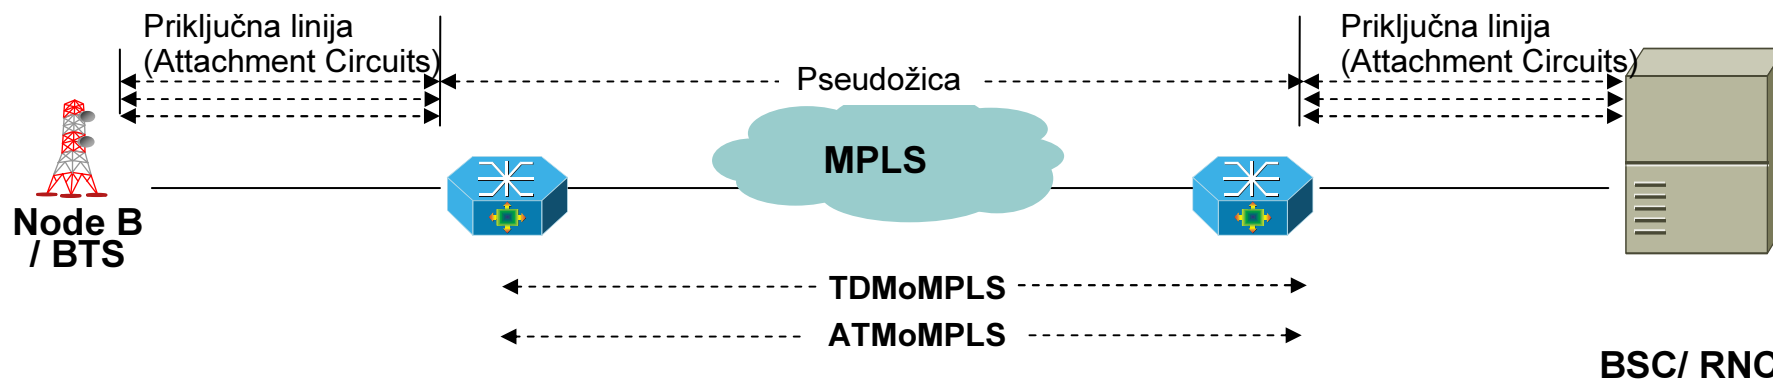 Priključna linija
(Attachment Circuits)
Pseudožica
Priključna linija
(Attachment Circuits)
MPLS
Node B
/ BTS
TDMoMPLS
ATMoMPLS
BSC/ RNC